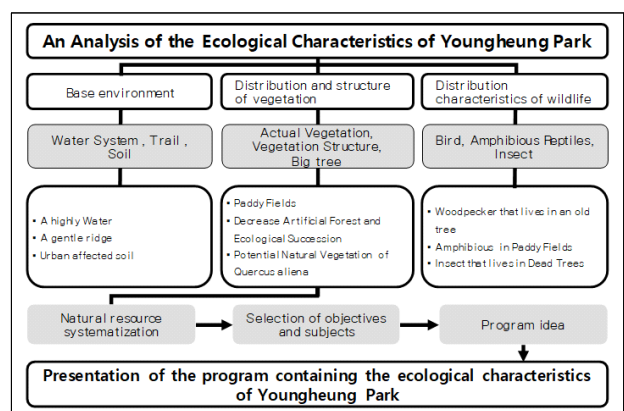 An Analysis of the Ecological Characteristics of Youngheung Park
Base environment
Distribution and structure
of vegetation
Distribution
characteristics of wildlife
Water System , Trail ,
Soil
Actual Vegetation,
Vegetation Structure,
Big tree
Bird, Amphibious Reptiles,
Insect
▪ A highly Water
▪ A gentle ridge
▪ Urban affected soil
▪ Paddy Fields
▪ Decrease Artificial Forest and
Ecological Succession
▪ Potential Natural Vegetation of
Quercus aliena
▪ Woodpecker that lives in an old
tree
▪ Amphibious in Paddy Fields
▪ Insect that lives in Dead Trees
Natural resource
systematization
Selection of objectives
and subjects
Program idea
Presentation of the program containing the ecological characteristics
of Youngheung Park